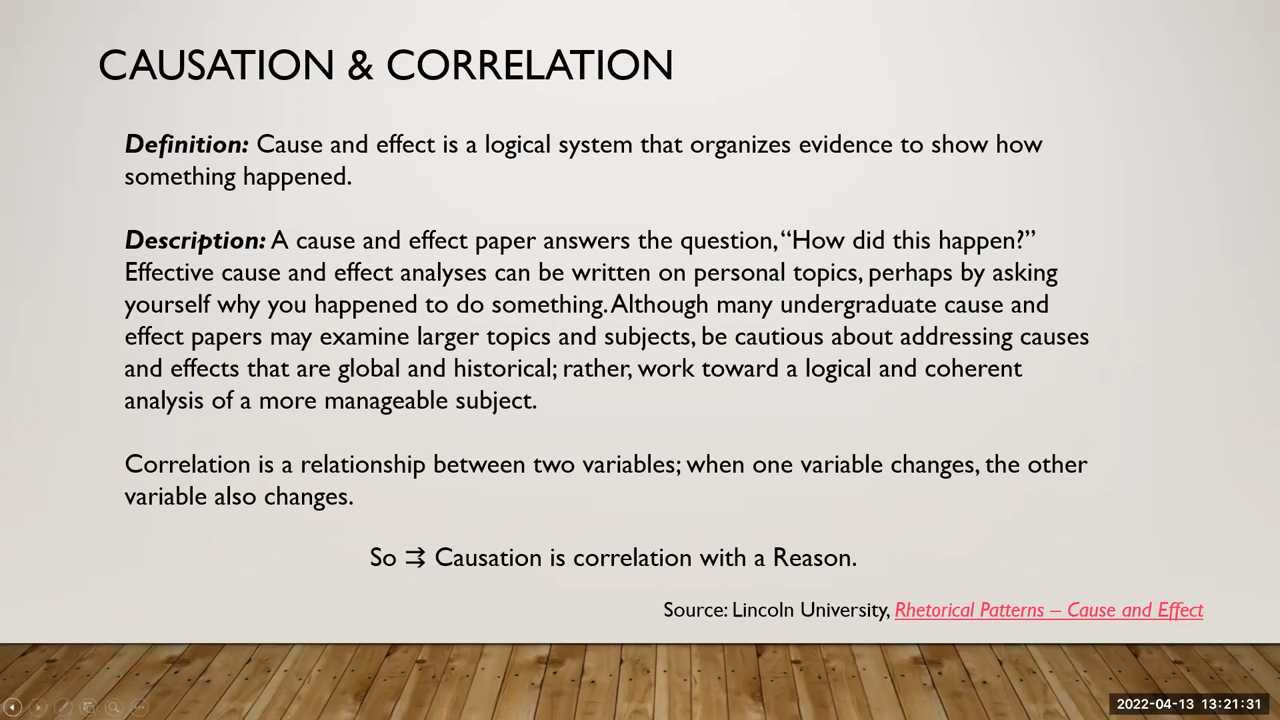 CAUSATION & CORRELATION
Definition: Cause and effect is a logical system that organizes evidence to show how
something happened.
Description: A cause and effect paper answers the question, “How did this happen?”
Effective cause and effect analyses can be written on personal topics, perhaps by asking
yourself why you happened to do something. Although many undergraduate cause and
effect papers may examine larger topics and subjects, be cautious about addressing causes
and effects that are global and historical; rather, work toward a logical and coherent
analysis of a more manageable subject.
Correlation is a relationship between two variables; when one variable changes, the other
variable also changes.
So ⇉ Causation is correlation with a Reason.
Source: Lincoln University, Rhetorical Patterns – Cause and Effect
2022-04-13 13:21:31